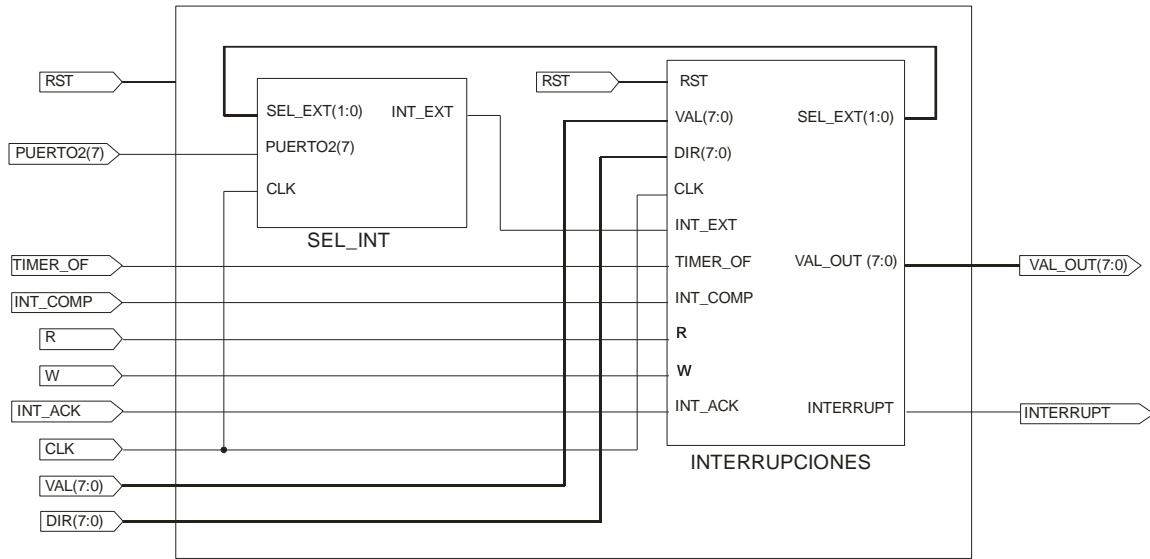 RST
PUERTO2(7)
TIMER_OF
INT_COMP
R
W
INT_ACK
CLK
VAL(7:0)
DIR(7:0)
SEL_EXT(1:0)
INT_EXT
PUERTO2(7)
CLK
SEL_INT
RST
RST
VAL(7:0)
SEL_EXT(1:0)
DIR(7:0)
CLK
INT_EXT
TIMER_OF
VAL_OUT (7:0)
INT_COMP
R
W
INT_ACK
INTERRUPT
INTERRUPCIONES
VAL_OUT(7:0)
INTERRUPT